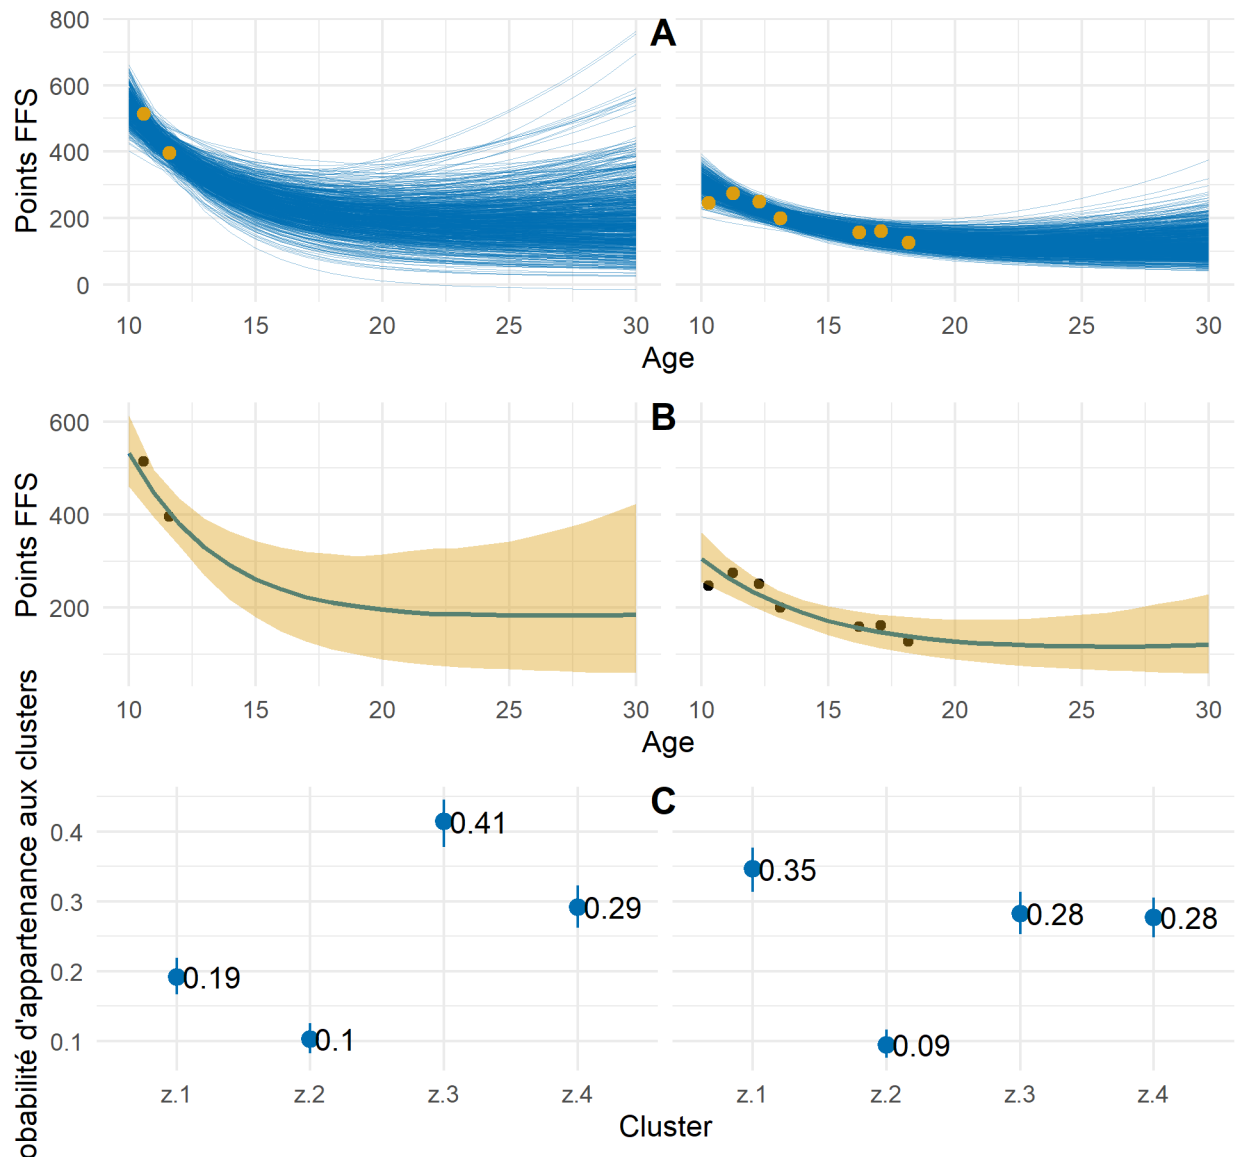 A
Points FFS
800
600
400
200
0
10 15 20 25 30 10 15 20 25 30
Age
B
Points FFS
600
400
200
10 15 20 25 30 10 15 20 25 30
Age
C
obabilité d'appartenance aux clusters
0.4
0.3
0.2
0.1
0.19
0.1
0.41
0.29
0.35
0.09
0.28
0.28
z.1 z.2 z.3 z.4 z.1 z.2 z.3 z.4
Cluster